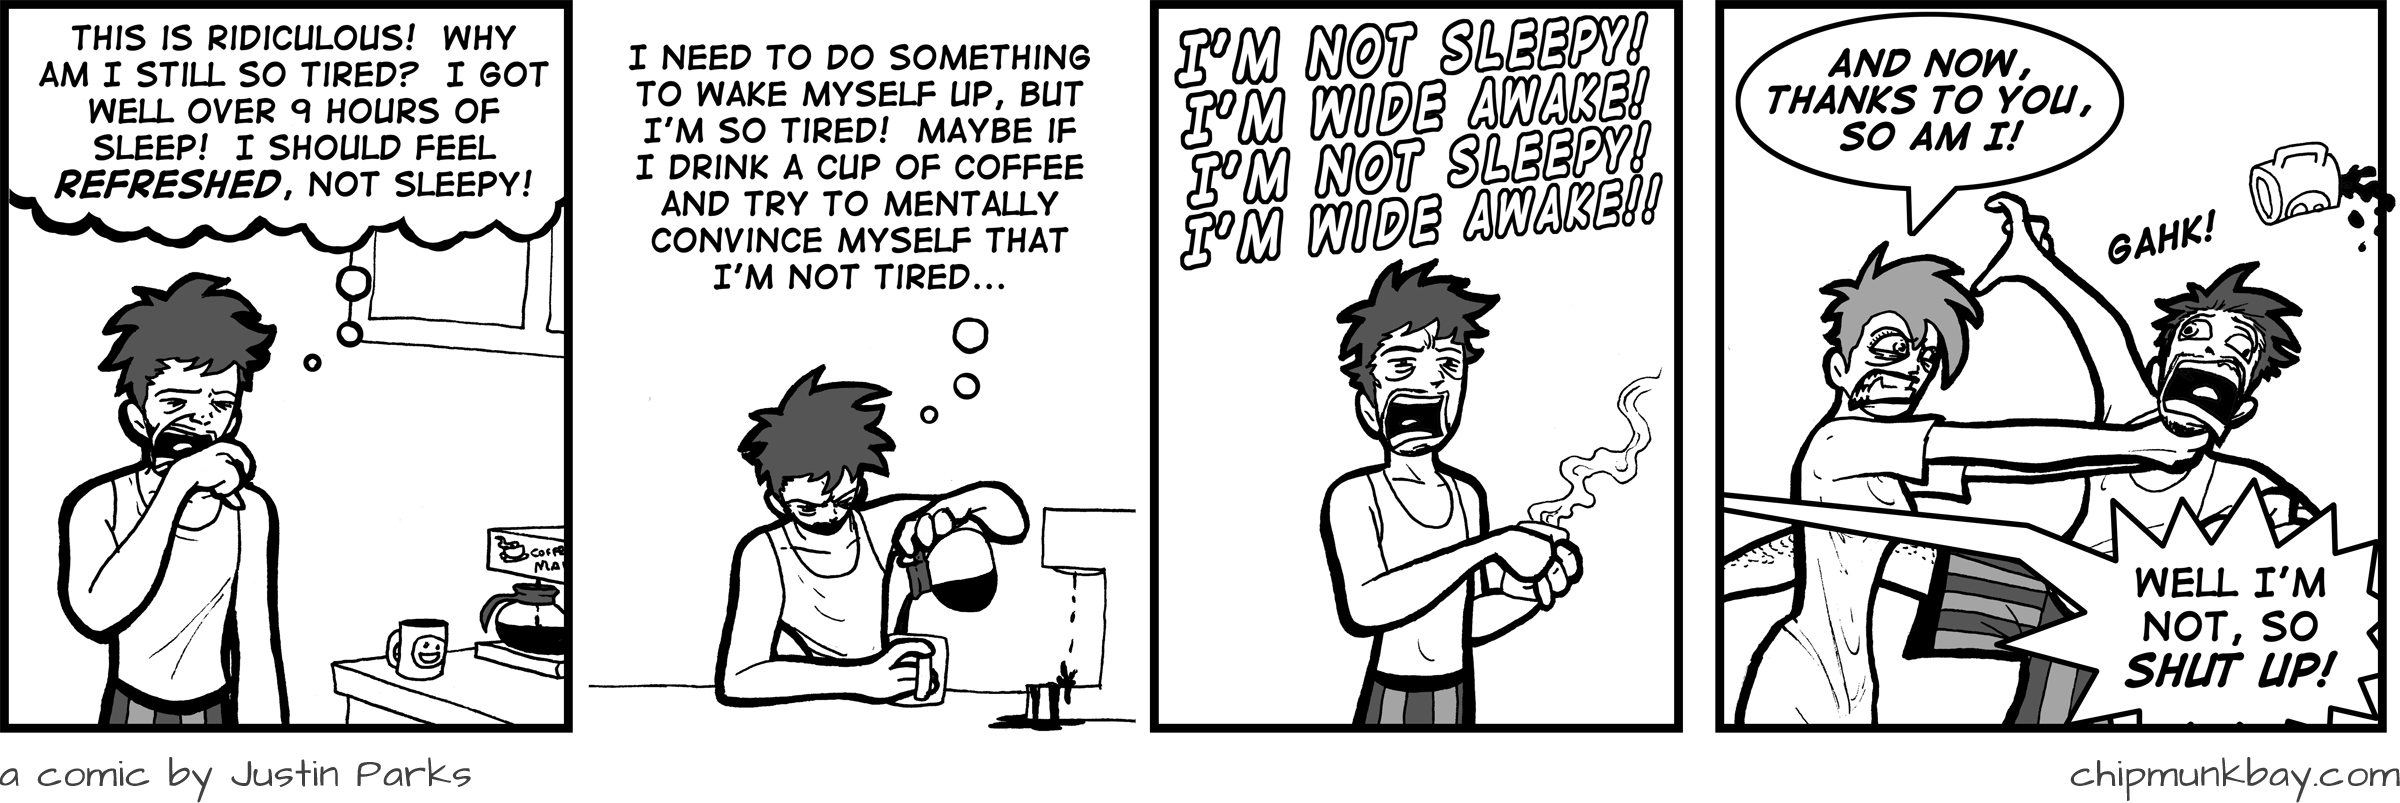 THIS IS RIDICULOUS! WHY
AM I STILL SO TIRED? I GOT
WELL OVER 9 HOURS OF
SLEEP! I SHOULD FEEL
REFRESHED, NOT SLEEPY!
COFFE
MA
I NEED TO DO SOMETHING
TO WAKE MYSELF UP, BUT
I'M SO TIRED! MAYBE IF
I DRINK A CUP OF COFFEE
AND TRY TO MENTALLY
CONVINCE MYSELF THAT
I'M NOT TIRED...
I'M NOT SLEEPY!
I'M WIDE AWAKE!
I'M NOT SLEEPY!
I'M WIDE AWAKE!!
AND NOW,
THANKS TO YOU,
SO AM I!
GAHK!
WELL I'M
NOT, SO
SHUT UP!
a comic by Justin Parks
chipmunkbay.com